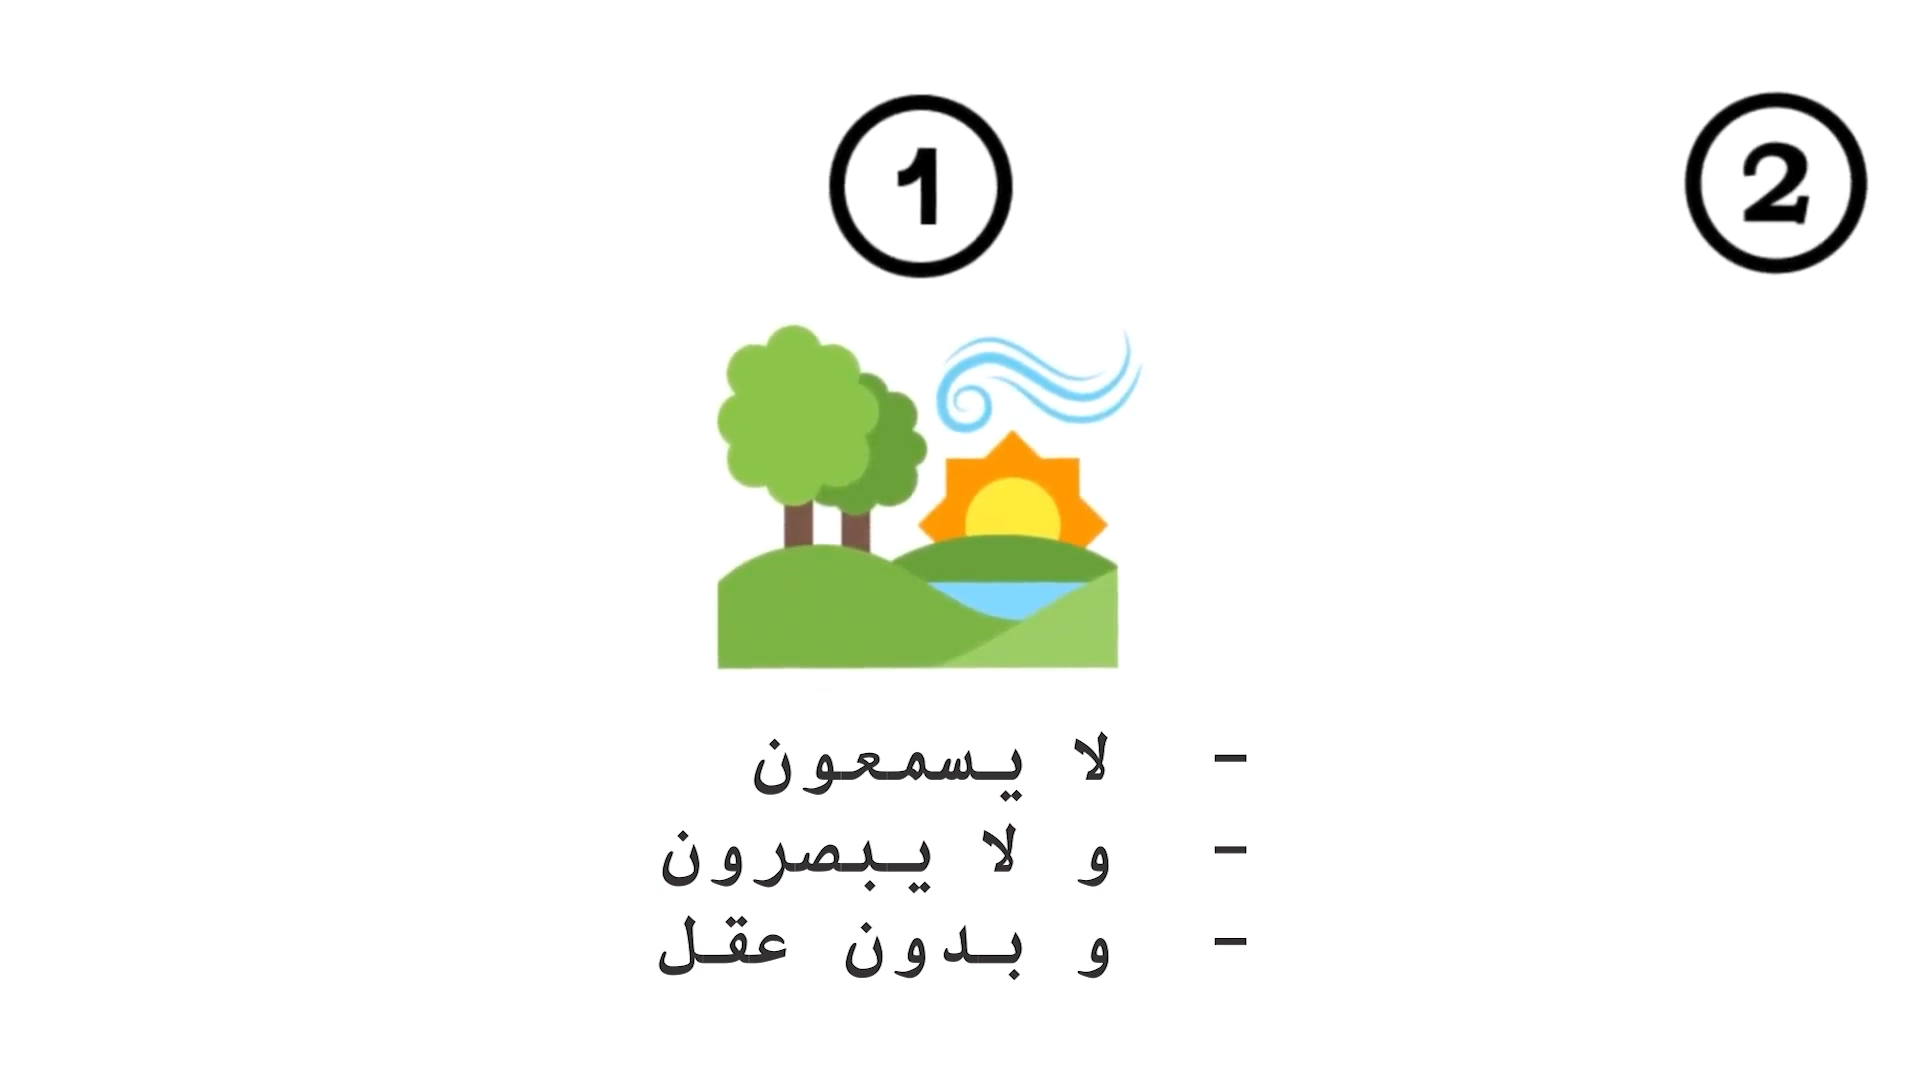 1
2
- لا يسمعون
- و لا يبصرون
- و بدون عقل